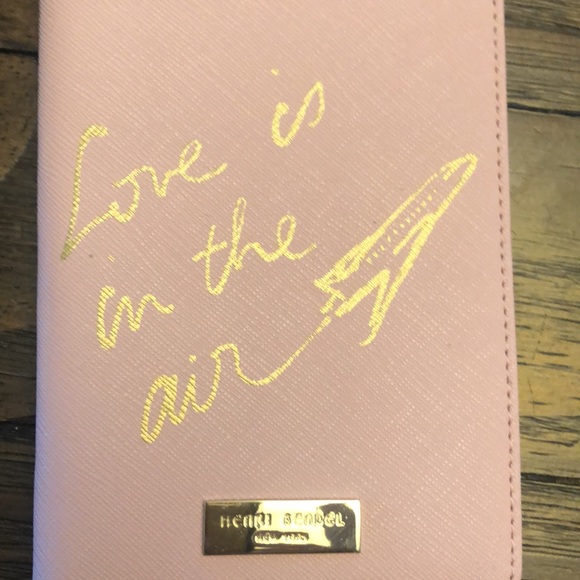 Love is
in the
air
HENRI BENDEL
NEW YORK